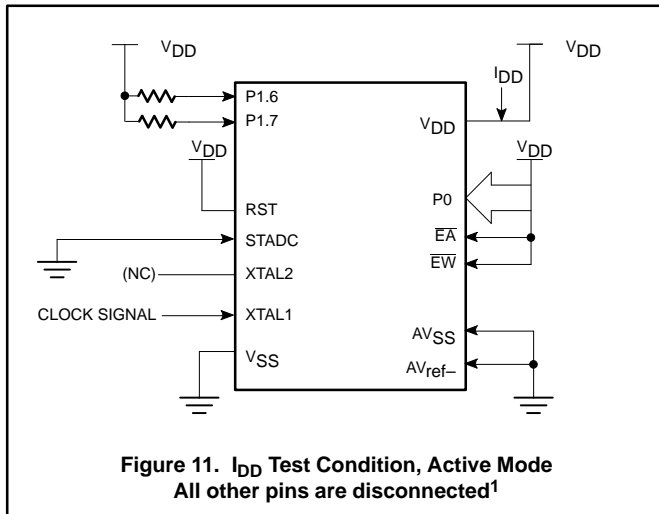 VDD
VDD
IDD
P1.6
P1.7
VDD
VDD
VDD
P0
RST
EA
STADC
EW
(NC)
XTAL2
CLOCK SIGNAL
XTAL1
AVSS
VSS
AVref–
Figure 11. IDD Test Condition, Active Mode
All other pins are disconnected1